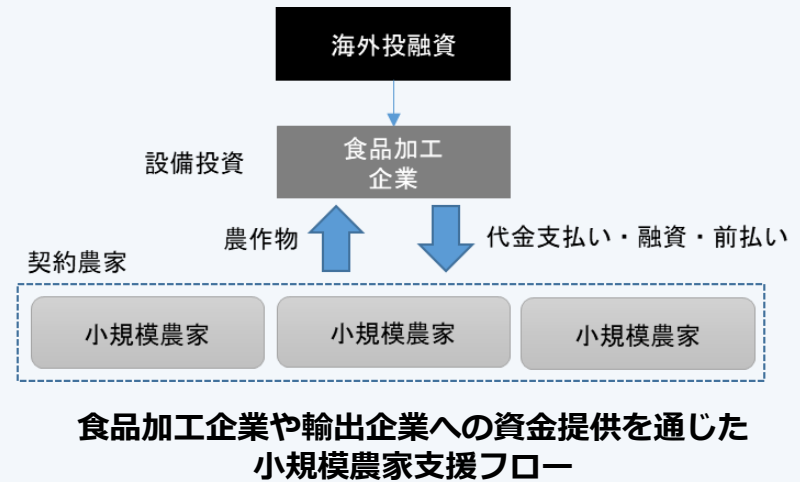 海外投融資
設備投資
食品加工
企業
農作物
代金支払い・融資・前払い
契約農家
小規模農家
小規模農家
小規模農家
食品加工企業や輸出企業への資金提供を通じた
小規模農家支援フロー